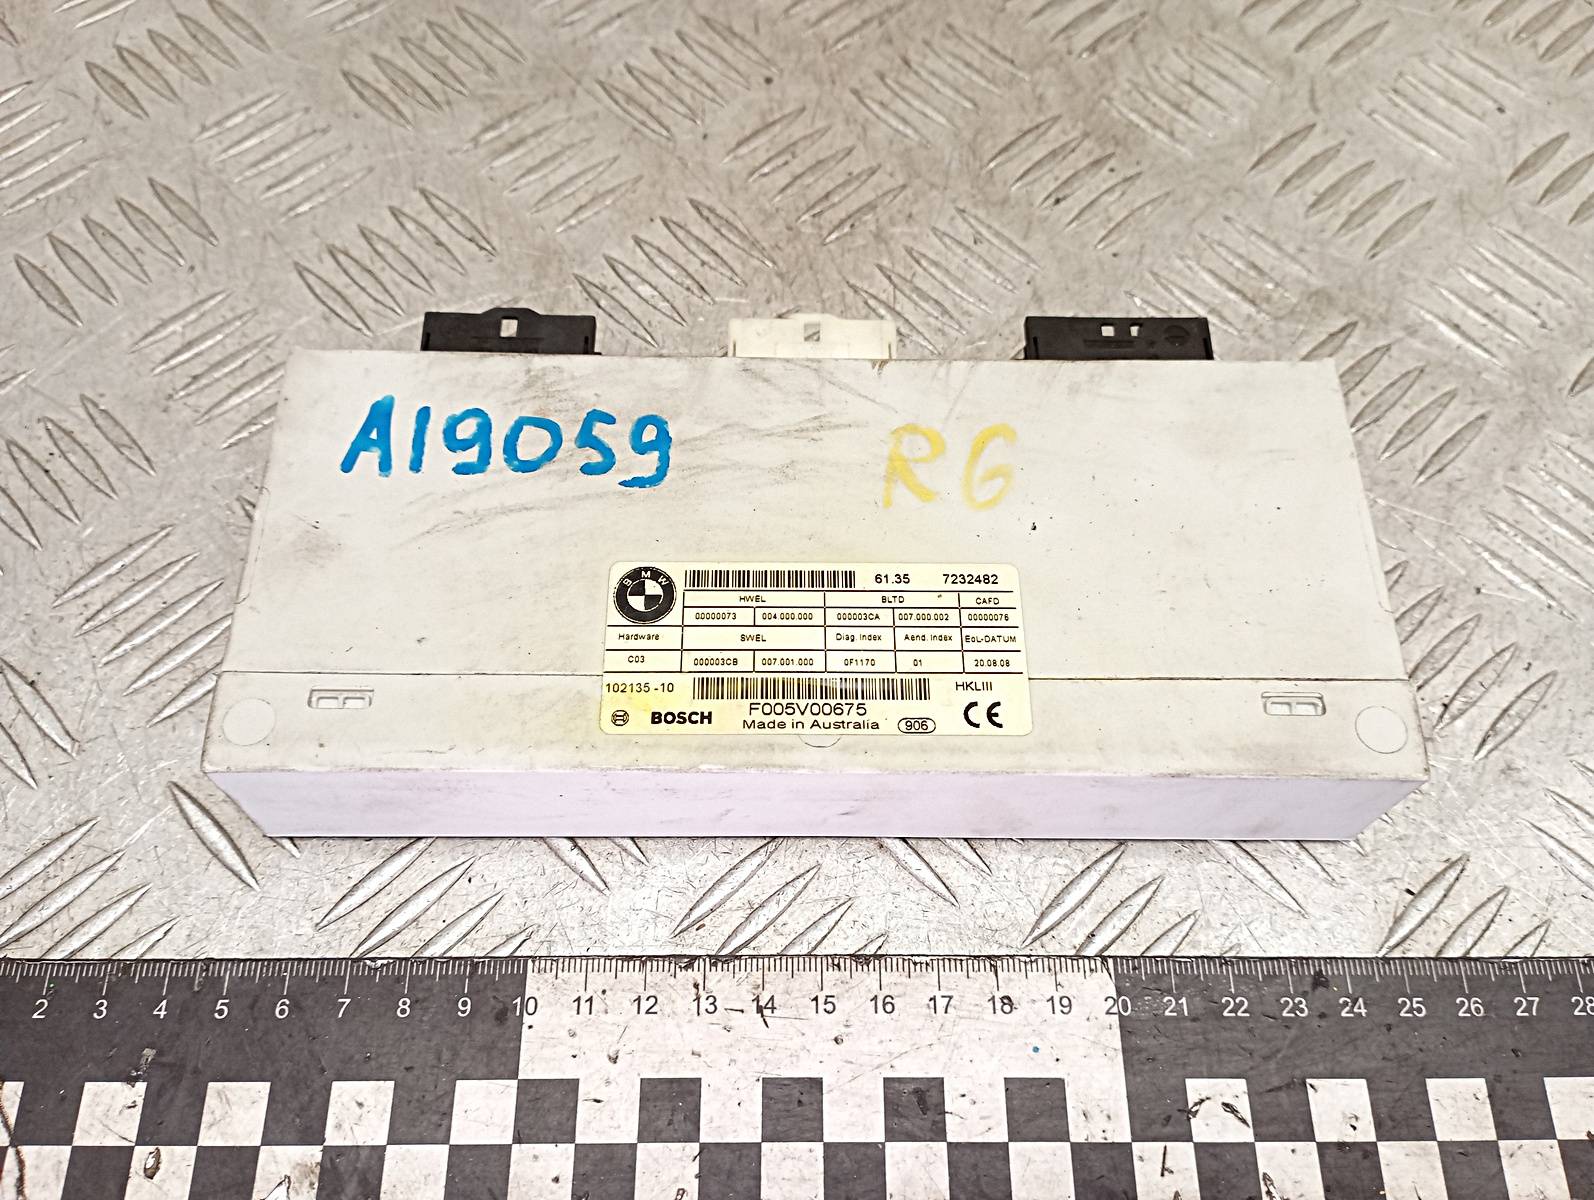 A19059 RG
BMW
61.35 7232482
HWEL BLTD CAFD
00000073 004.000.000 000003CA 007.000.002 00000076
Hardware SWEL Diag. Index Aend. Index EoL-DATUM
C03 000003CB 007.001.000 0F1170 01 20.08.08
102135-10 HKLIII
F005V00675
BOSCH Made in Australia 906 CE
2 3 4 5 6 7 8 9 10 11 12 13 14 15 16 17 18 19 20 21 22 23 24 25 26 27 28